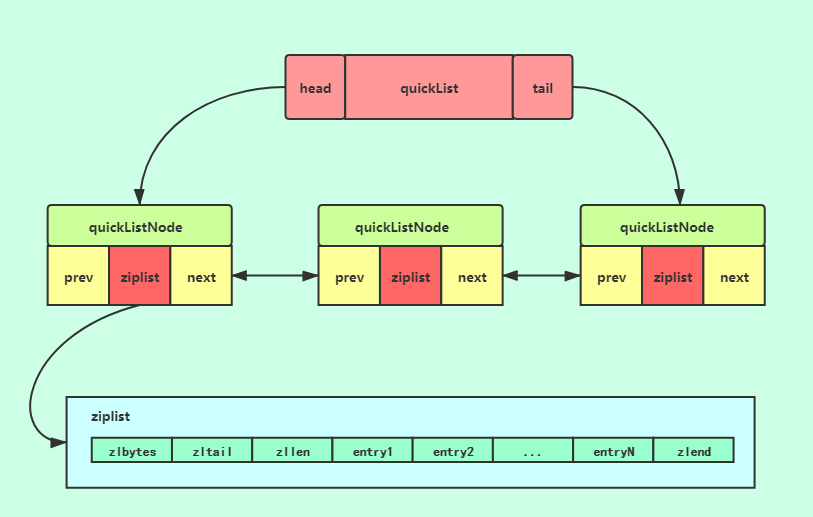 head quickList tail
quickListNode quickListNode quickListNode
prev ziplist next prev ziplist next prev ziplist next
ziplist
zlbytes zltail zllen entry1 entry2 ... entryN zlend